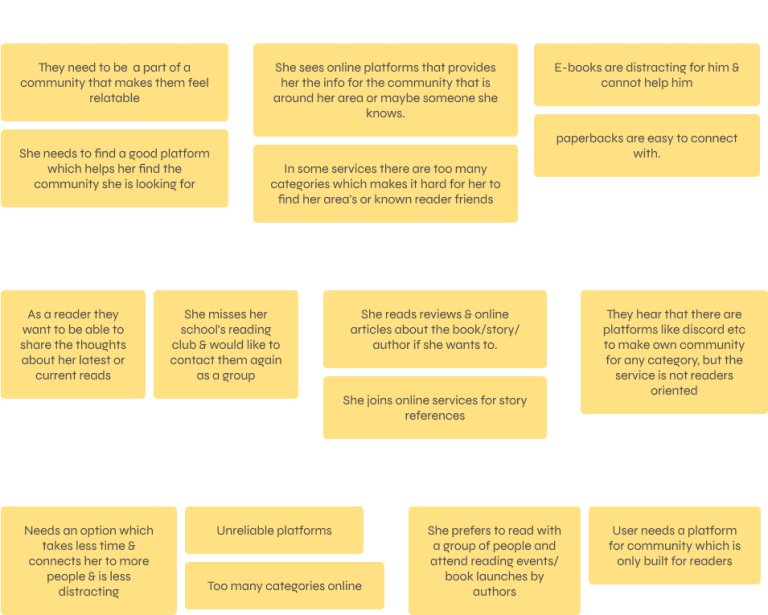 They need to be a part of a
community that makes them feel
relatable
She needs to find a good platform
which helps her find the
community she is looking for
She sees online platforms that provides
her the info for the community that is
around her area or maybe someone she
knows.
In some services there are too many
categories which makes it hard for her to
find her area's or known reader friends
E-books are distracting for him &
cannot help him
paperbacks are easy to connect
with.
As a reader they
want to be able to
share the thoughts
about her latest or
current reads
She misses her
school's reading
club & would like to
contact them again
as a group
She reads reviews & online
articles about the book/story/
author if she wants to.
She joins online services for story
references
They hear that there are
platforms like discord etc
to make own community
for any category, but the
service is not readers
oriented
Needs an option which
takes less time &
connects her to more
people & is less
distracting
Unreliable platforms
Too many categories online
She prefers to read with
a group of people and
attend reading events/
book launches by
authors
User needs a platform
for community which is
only built for readers